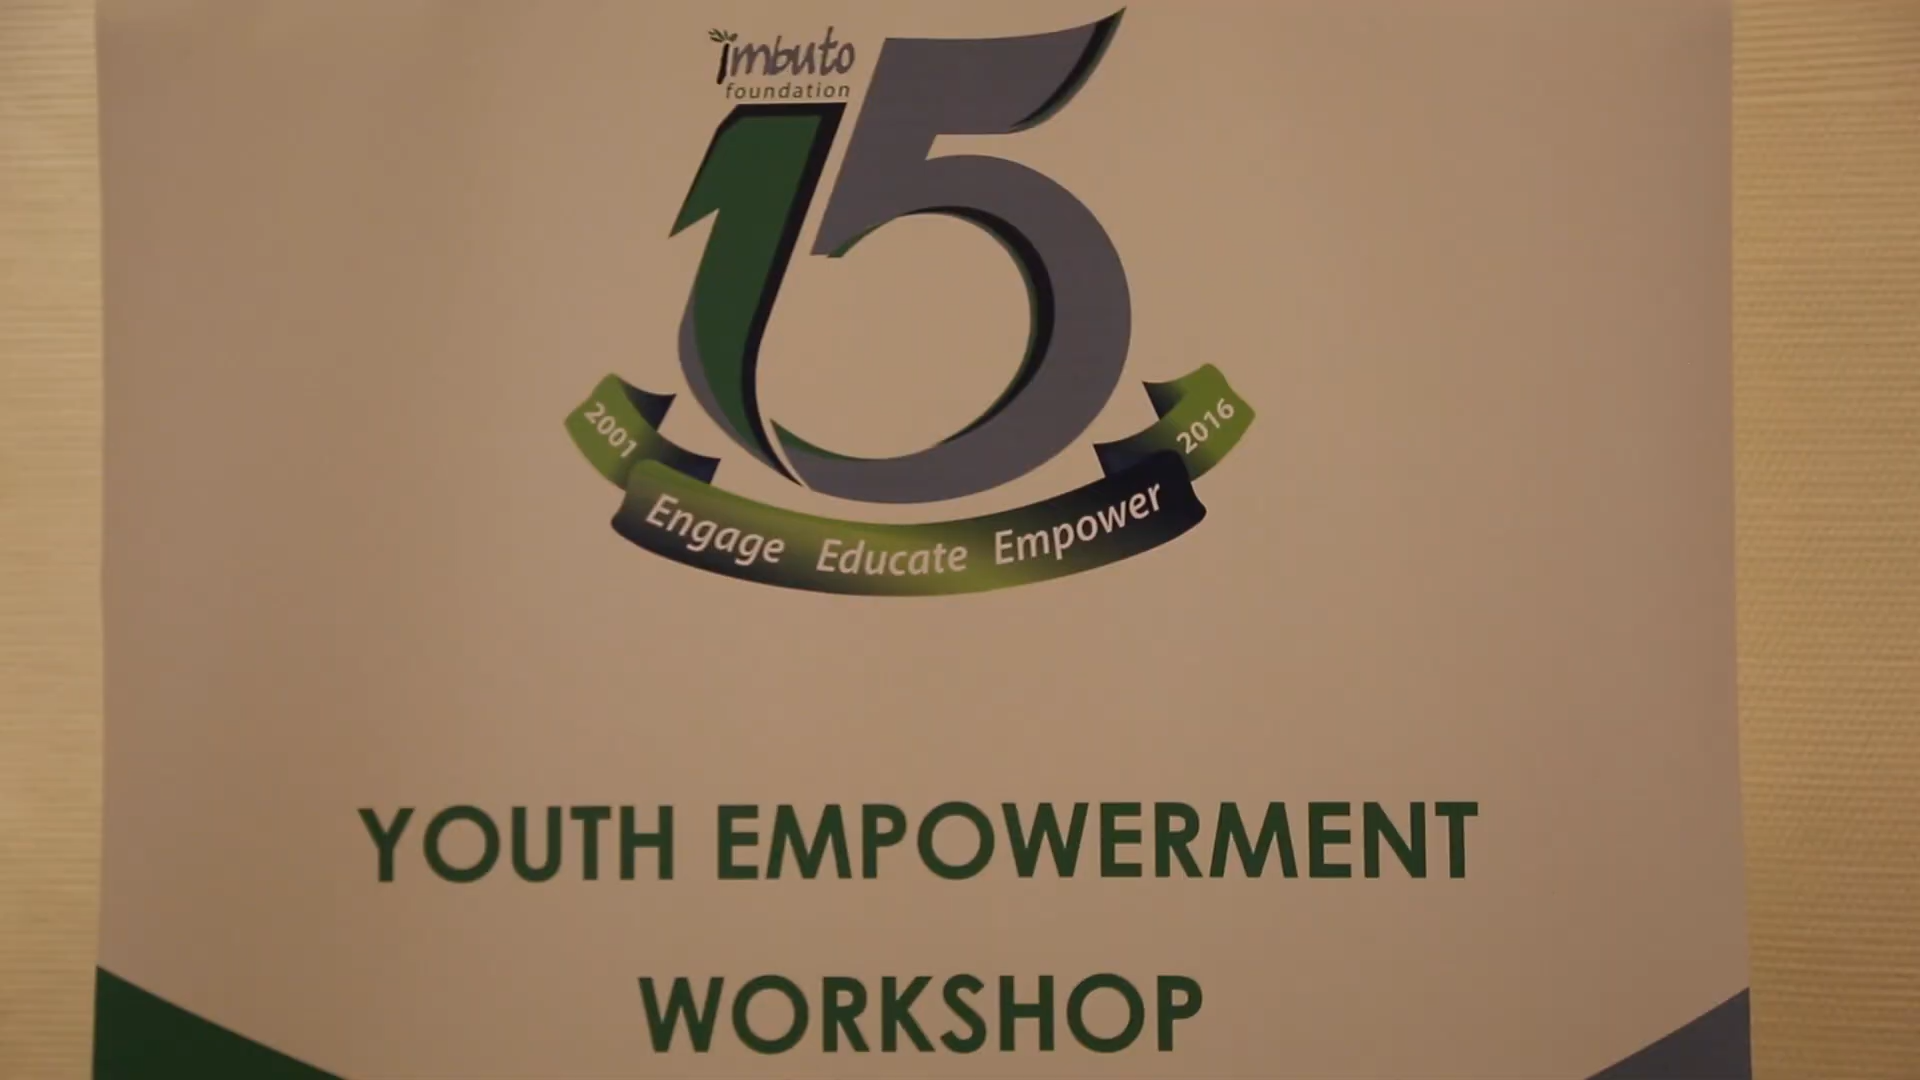 imbuto
foundation
15
2001
2016
Engage Educate Empower
YOUTH EMPOWERMENT
WORKSHOP